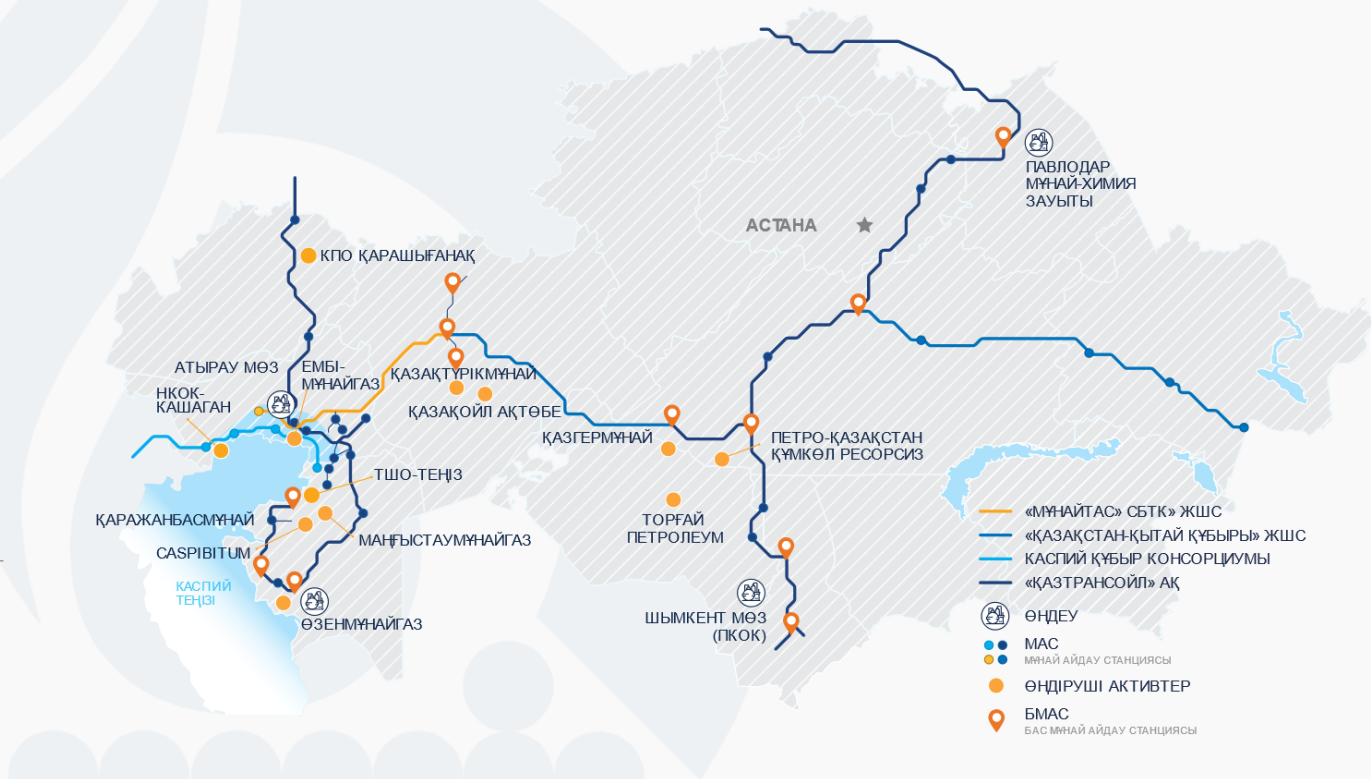 АСТАНА
ПАВЛОДАР
МҰНАЙ-ХИМИЯ
ЗАУЫТЫ
КПО ҚАРАШЫҒАНАҚ
АТЫРАУ МӨЗ
ЕМБІ-
МҰНАЙГАЗ
НКОК-
КАШАГАН
ҚАЗАҚТҮРІКМҰНАЙ
ҚАЗАҚОЙЛ АҚТӨБЕ
ҚАЗГЕРМҰНАЙ
ПЕТРО-ҚАЗАҚСТАН
ҚҰМКӨЛ РЕСОРСИЗ
ТШО-ТЕҢІЗ
ҚАРАЖАНБАСМҰНАЙ
МАҢҒЫСТАУМҰНАЙГАЗ
CASPIBITUM
ТОРҒАЙ
ПЕТРОЛЕУМ
КАСПИЙ
ТЕҢІЗІ
ӨЗЕНМҰНАЙГАЗ
ШЫМКЕНТ МӨЗ
(ПКОК)
«МҰНАЙТАС» СБТК» ЖШС
«ҚАЗАҚСТАН-ҚЫТАЙ ҚҰБЫРЫ» ЖШС
КАСПИЙ ҚҰБЫР КОНСОРЦИУМЫ
«ҚАЗТРАНСОЙЛ» АҚ
ӨҢДЕУ
МАС
МҰНАЙ АЙДАУ СТАНЦИЯСЫ
ӨНДІРУШІ АКТИВТЕР
БМАС
БАС МҰНАЙ АЙДАУ СТАНЦИЯСЫ